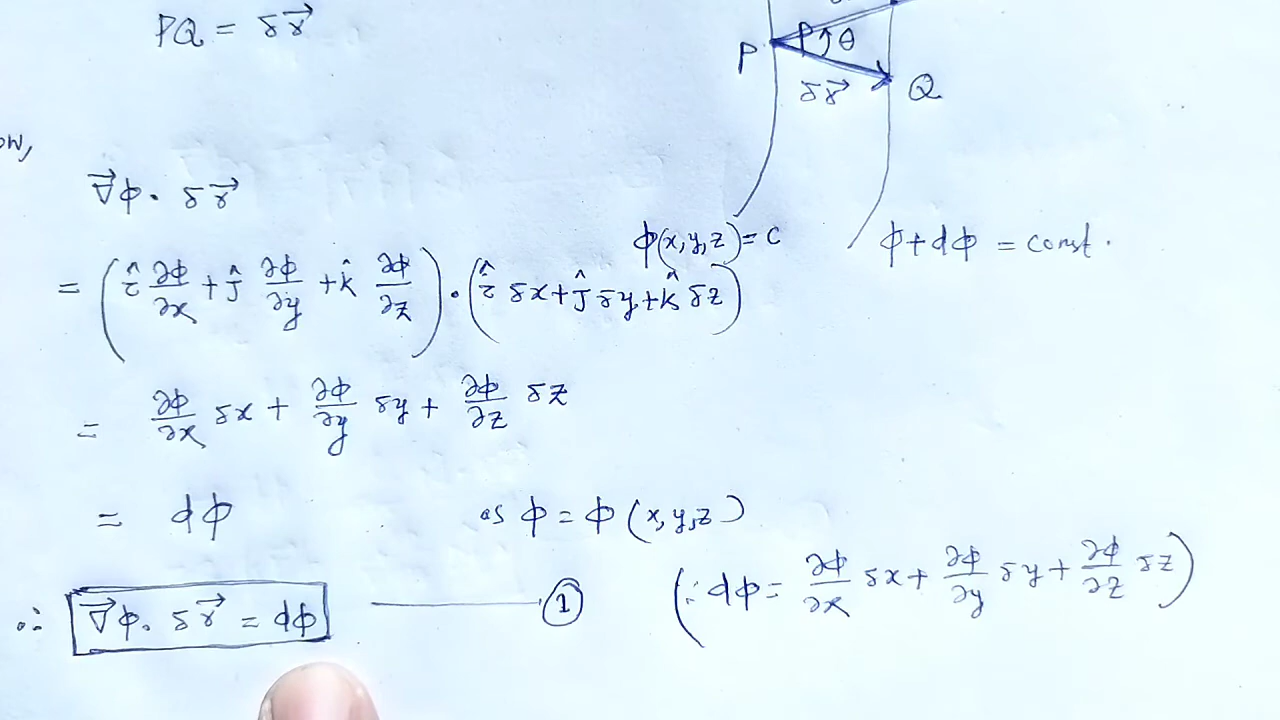 PQ = δr⃗
P θ
δr⃗ Q
ow,
∇⃗ϕ · δr⃗
ϕ(x,y,z) = c ϕ+dϕ = const.
= (î ∂ϕ/∂x + ĵ ∂ϕ/∂y + k̂ ∂ϕ/∂z) · (î δx + ĵ δy + k̂ δz)
= ∂ϕ/∂x δx + ∂ϕ/∂y δy + ∂ϕ/∂z δz
= dϕ as ϕ = ϕ(x,y,z)
(∵ dϕ = ∂ϕ/∂x δx + ∂ϕ/∂y δy + ∂ϕ/∂z δz)
∴ ∇⃗ϕ. δr⃗ = dϕ ——— ①